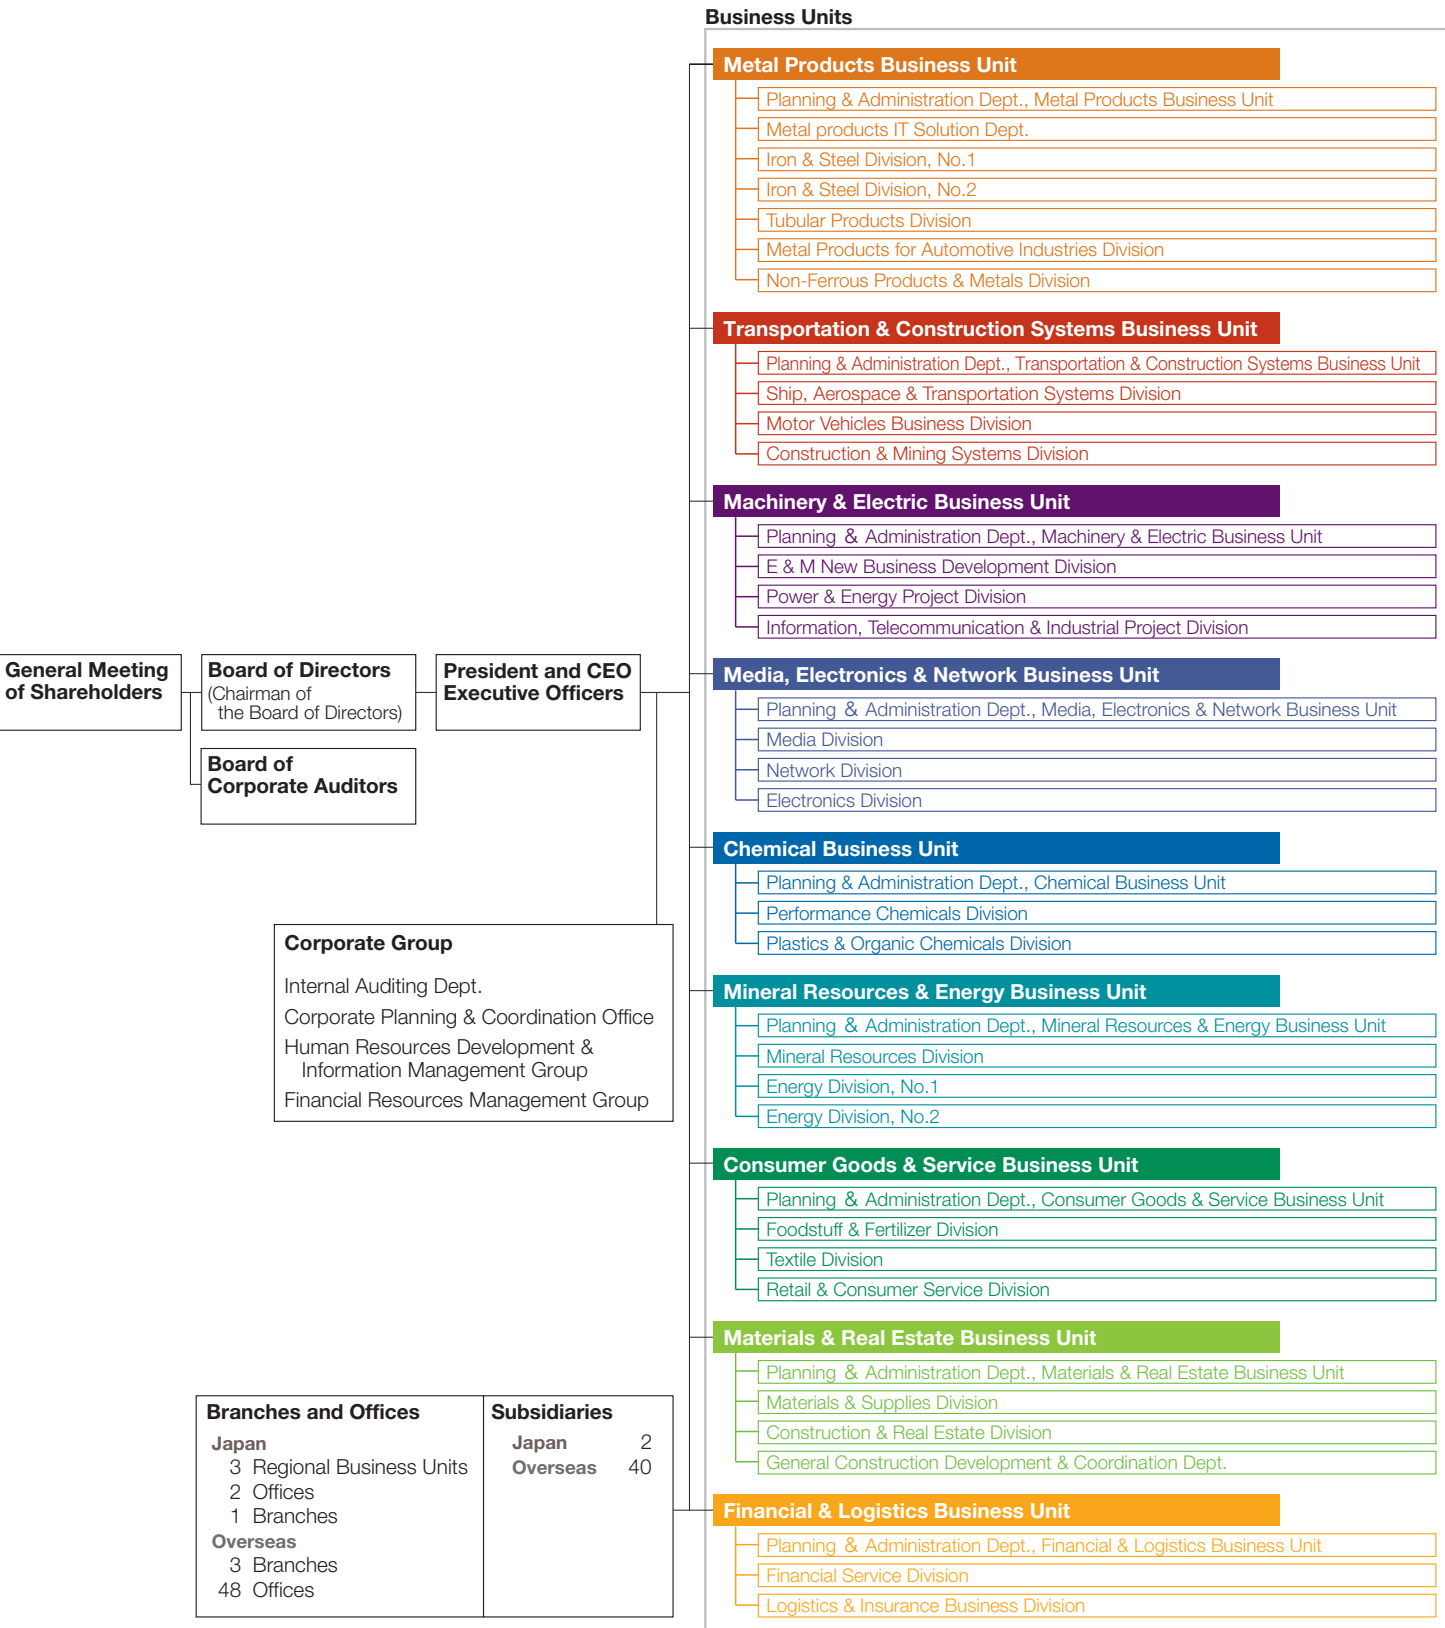 Business Units
Metal Products Business Unit
Planning & Administration Dept., Metal Products Business Unit
Metal products IT Solution Dept.
Iron & Steel Division, No.1
Iron & Steel Division, No.2
Tubular Products Division
Metal Products for Automotive Industries Division
Non-Ferrous Products & Metals Division
Transportation & Construction Systems Business Unit
Planning & Administration Dept., Transportation & Construction Systems Business Unit
Ship, Aerospace & Transportation Systems Division
Motor Vehicles Business Division
Construction & Mining Systems Division
Machinery & Electric Business Unit
Planning & Administration Dept., Machinery & Electric Business Unit
E & M New Business Development Division
Power & Energy Project Division
Information, Telecommunication & Industrial Project Division
General Meeting
of Shareholders
Board of Directors
(Chairman of
the Board of Directors)
President and CEO
Executive Officers
Board of
Corporate Auditors
Media, Electronics & Network Business Unit
Planning & Administration Dept., Media, Electronics & Network Business Unit
Media Division
Network Division
Electronics Division
Chemical Business Unit
Planning & Administration Dept., Chemical Business Unit
Performance Chemicals Division
Plastics & Organic Chemicals Division
Corporate Group
Internal Auditing Dept.
Corporate Planning & Coordination Office
Human Resources Development &
Information Management Group
Financial Resources Management Group
Mineral Resources & Energy Business Unit
Planning & Administration Dept., Mineral Resources & Energy Business Unit
Mineral Resources Division
Energy Division, No.1
Energy Division, No.2
Consumer Goods & Service Business Unit
Planning & Administration Dept., Consumer Goods & Service Business Unit
Foodstuff & Fertilizer Division
Textile Division
Retail & Consumer Service Division
Materials & Real Estate Business Unit
Planning & Administration Dept., Materials & Real Estate Business Unit
Materials & Supplies Division
Construction & Real Estate Division
General Construction Development & Coordination Dept.
Branches and Offices
Japan
3 Regional Business Units
2 Offices
1 Branches
Overseas
3 Branches
48 Offices
Subsidiaries
Japan 2
Overseas 40
Financial & Logistics Business Unit
Planning & Administration Dept., Financial & Logistics Business Unit
Financial Service Division
Logistics & Insurance Business Division